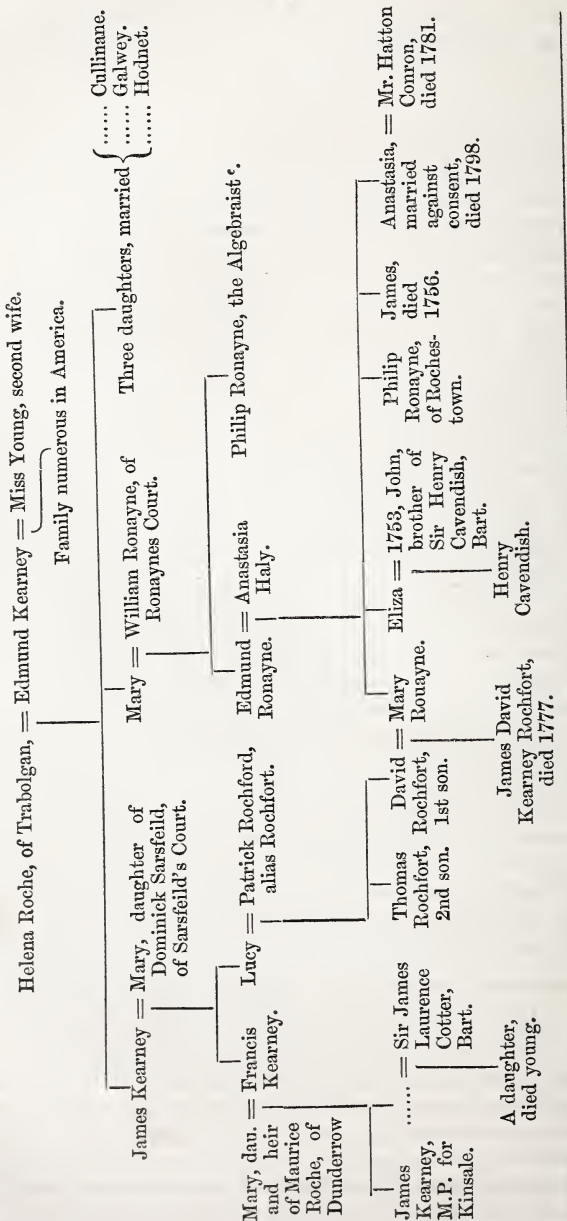 Helena Roche, of Trabolgan, = Edmund Kearney = Miss Young, second wife.
Family numerous in America.
James Kearney = Mary, daughter of
Dominick Sarsfeild,
of Sarsfeild's Court.
Mary = William Ronayne, of
Ronaynes Court.
Three daughters, married { ...... Cullinane.
...... Galwey.
...... Hodnet.
Mary, dau. = Francis
and heir Kearney.
of Maurice
Roche, of
Dunderrow
Lucy = Patrick Rochford,
alias Rochfort.
Edmund = Anastasia
Ronayne. Haly.
Philip Ronayne, the Algebraist c.
James
Kearney,
M.P. for
Kinsale.
...... = Sir James
Laurence
Cotter,
Bart.
A daughter,
died young.
Thomas
Rochfort,
2nd son.
David = Mary
Rochfort, Rouayne.
1st son.
James David
Kearney Rochfort,
died 1777.
Eliza = 1753, John,
brother of
Sir Henry
Cavendish,
Bart.
Henry
Cavendish.
Philip
Ronayne,
of Roches-
town.
James,
died
1756.
Anastasia, = Mr. Hatton
married Conron,
against died 1781.
consent,
died 1798.